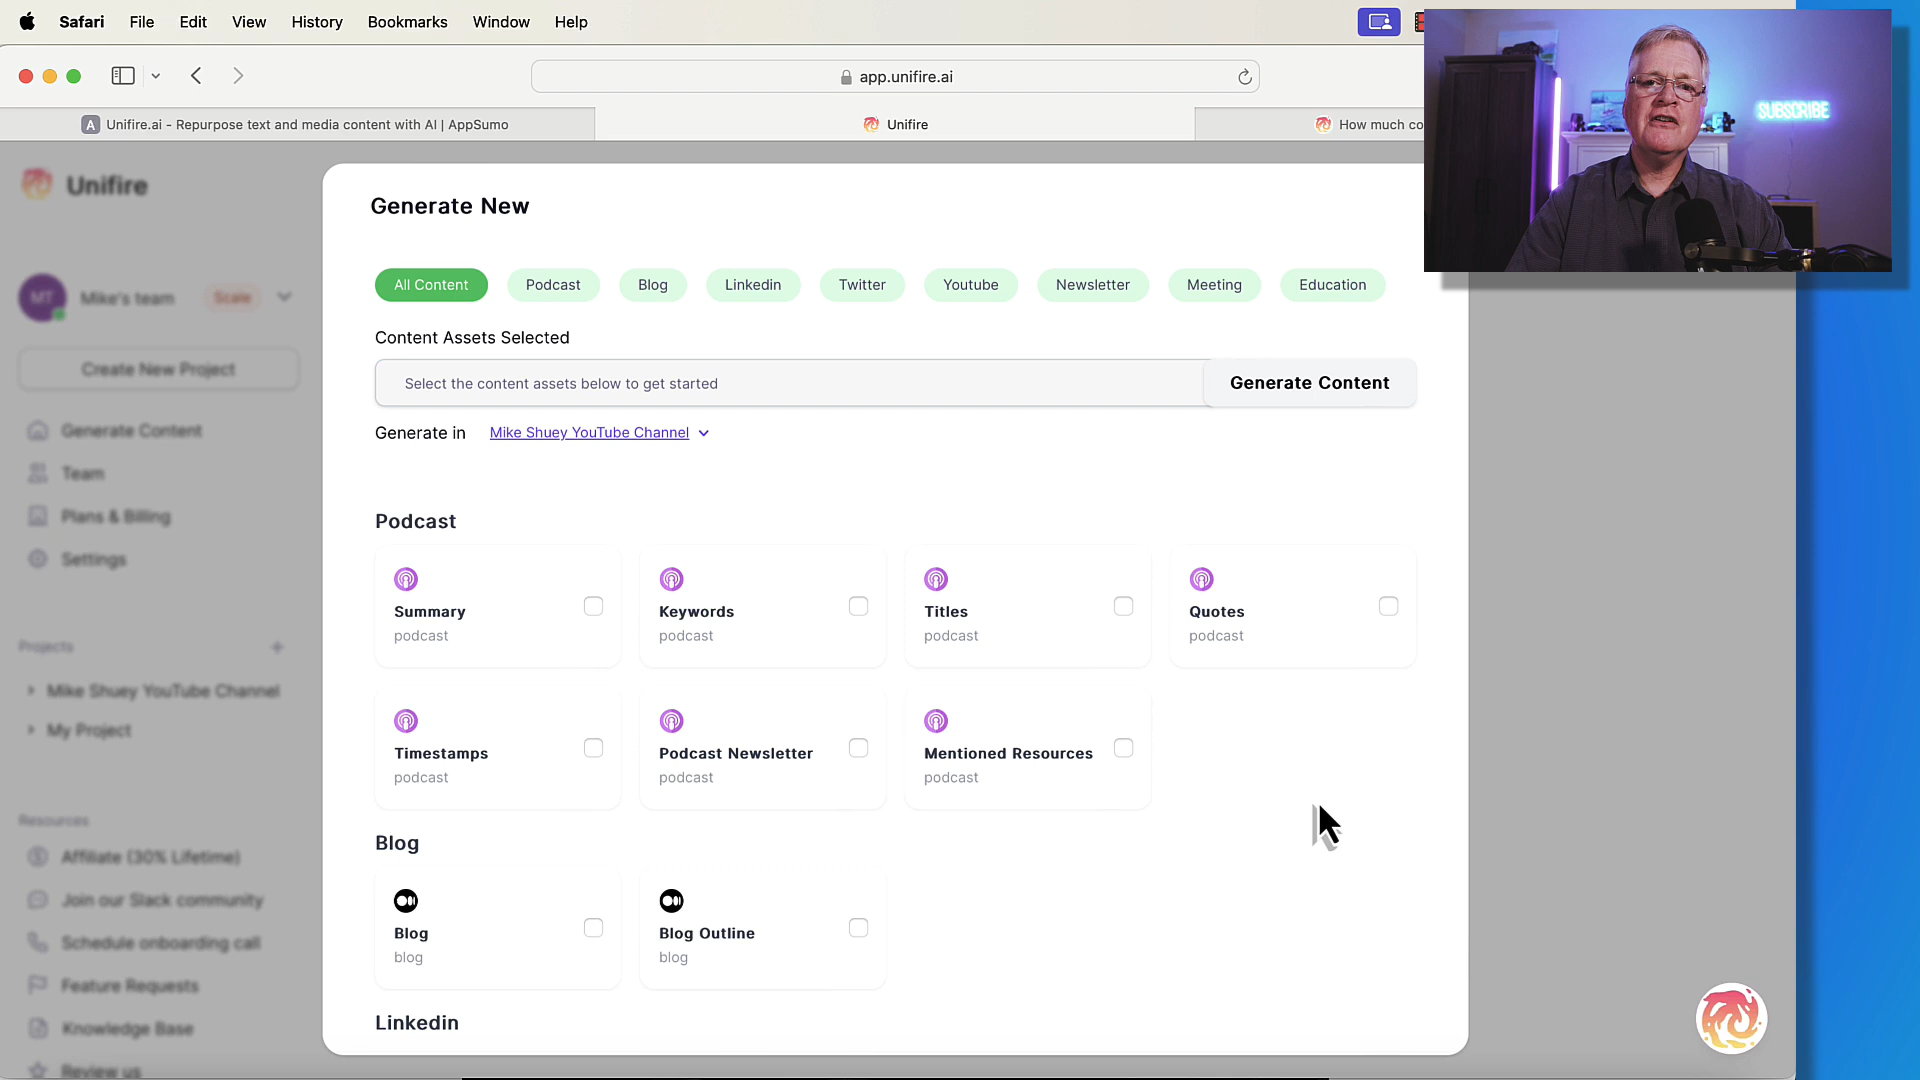 Safari File Edit View History Bookmarks Window Help
app.unifire.ai
A Unifire.ai - Repurpose text and media content with AI | AppSumo
Unifire
How much co
SUBSCRIBE
Unifire
MT Mike's team Scale
Create New Project
Generate Content
Team
Plans & Billing
Settings
Projects +
Mike Shuey YouTube Channel
My Project
Resources
Affiliate (30% Lifetime)
Join our Slack community
Schedule onboarding call
Feature Requests
Knowledge Base
Review us
Generate New
All Content Podcast Blog Linkedin Twitter Youtube Newsletter Meeting Education
Content Assets Selected
Select the content assets below to get started
Generate Content
Generate in Mike Shuey YouTube Channel
Podcast
Summary
podcast
Keywords
podcast
Titles
podcast
Quotes
podcast
Timestamps
podcast
Podcast Newsletter
podcast
Mentioned Resources
podcast
Blog
Blog
blog
Blog Outline
blog
Linkedin